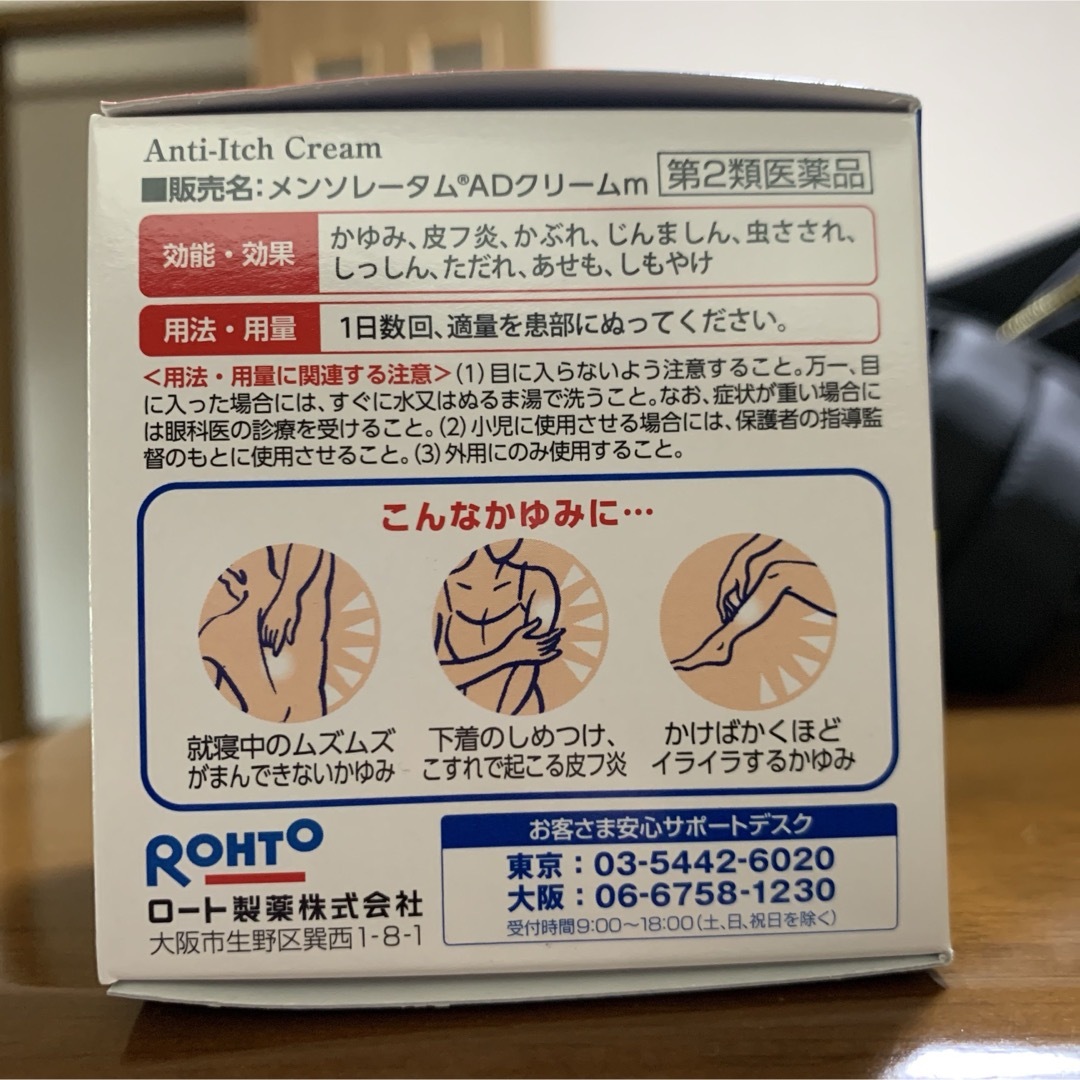 Anti-Itch Cream
■販売名:メンソレータム®ADクリームm 第2類医薬品
効能・効果 かゆみ、皮フ炎、かぶれ、じんましん、虫さされ、
しっしん、ただれ、あせも、しもやけ
用法・用量 1日数回、適量を患部にぬってください。
<用法・用量に関連する注意>(1)目に入らないよう注意すること。万一、目
に入った場合には、すぐに水又はぬるま湯で洗うこと。なお、症状が重い場合に
は眼科医の診療を受けること。(2)小児に使用させる場合には、保護者の指導監
督のもとに使用させること。(3)外用にのみ使用すること。
こんなかゆみに…
就寝中のムズムズ
がまんできないかゆみ
下着のしめつけ、
こすれで起こる皮フ炎
かけばかくほど
イライラするかゆみ
ROHTO
ロート製薬株式会社
大阪市生野区巽西1-8-1
お客さま安心サポートデスク
東京:03-5442-6020
大阪:06-6758-1230
受付時間9:00〜18:00(土、日、祝日を除く)